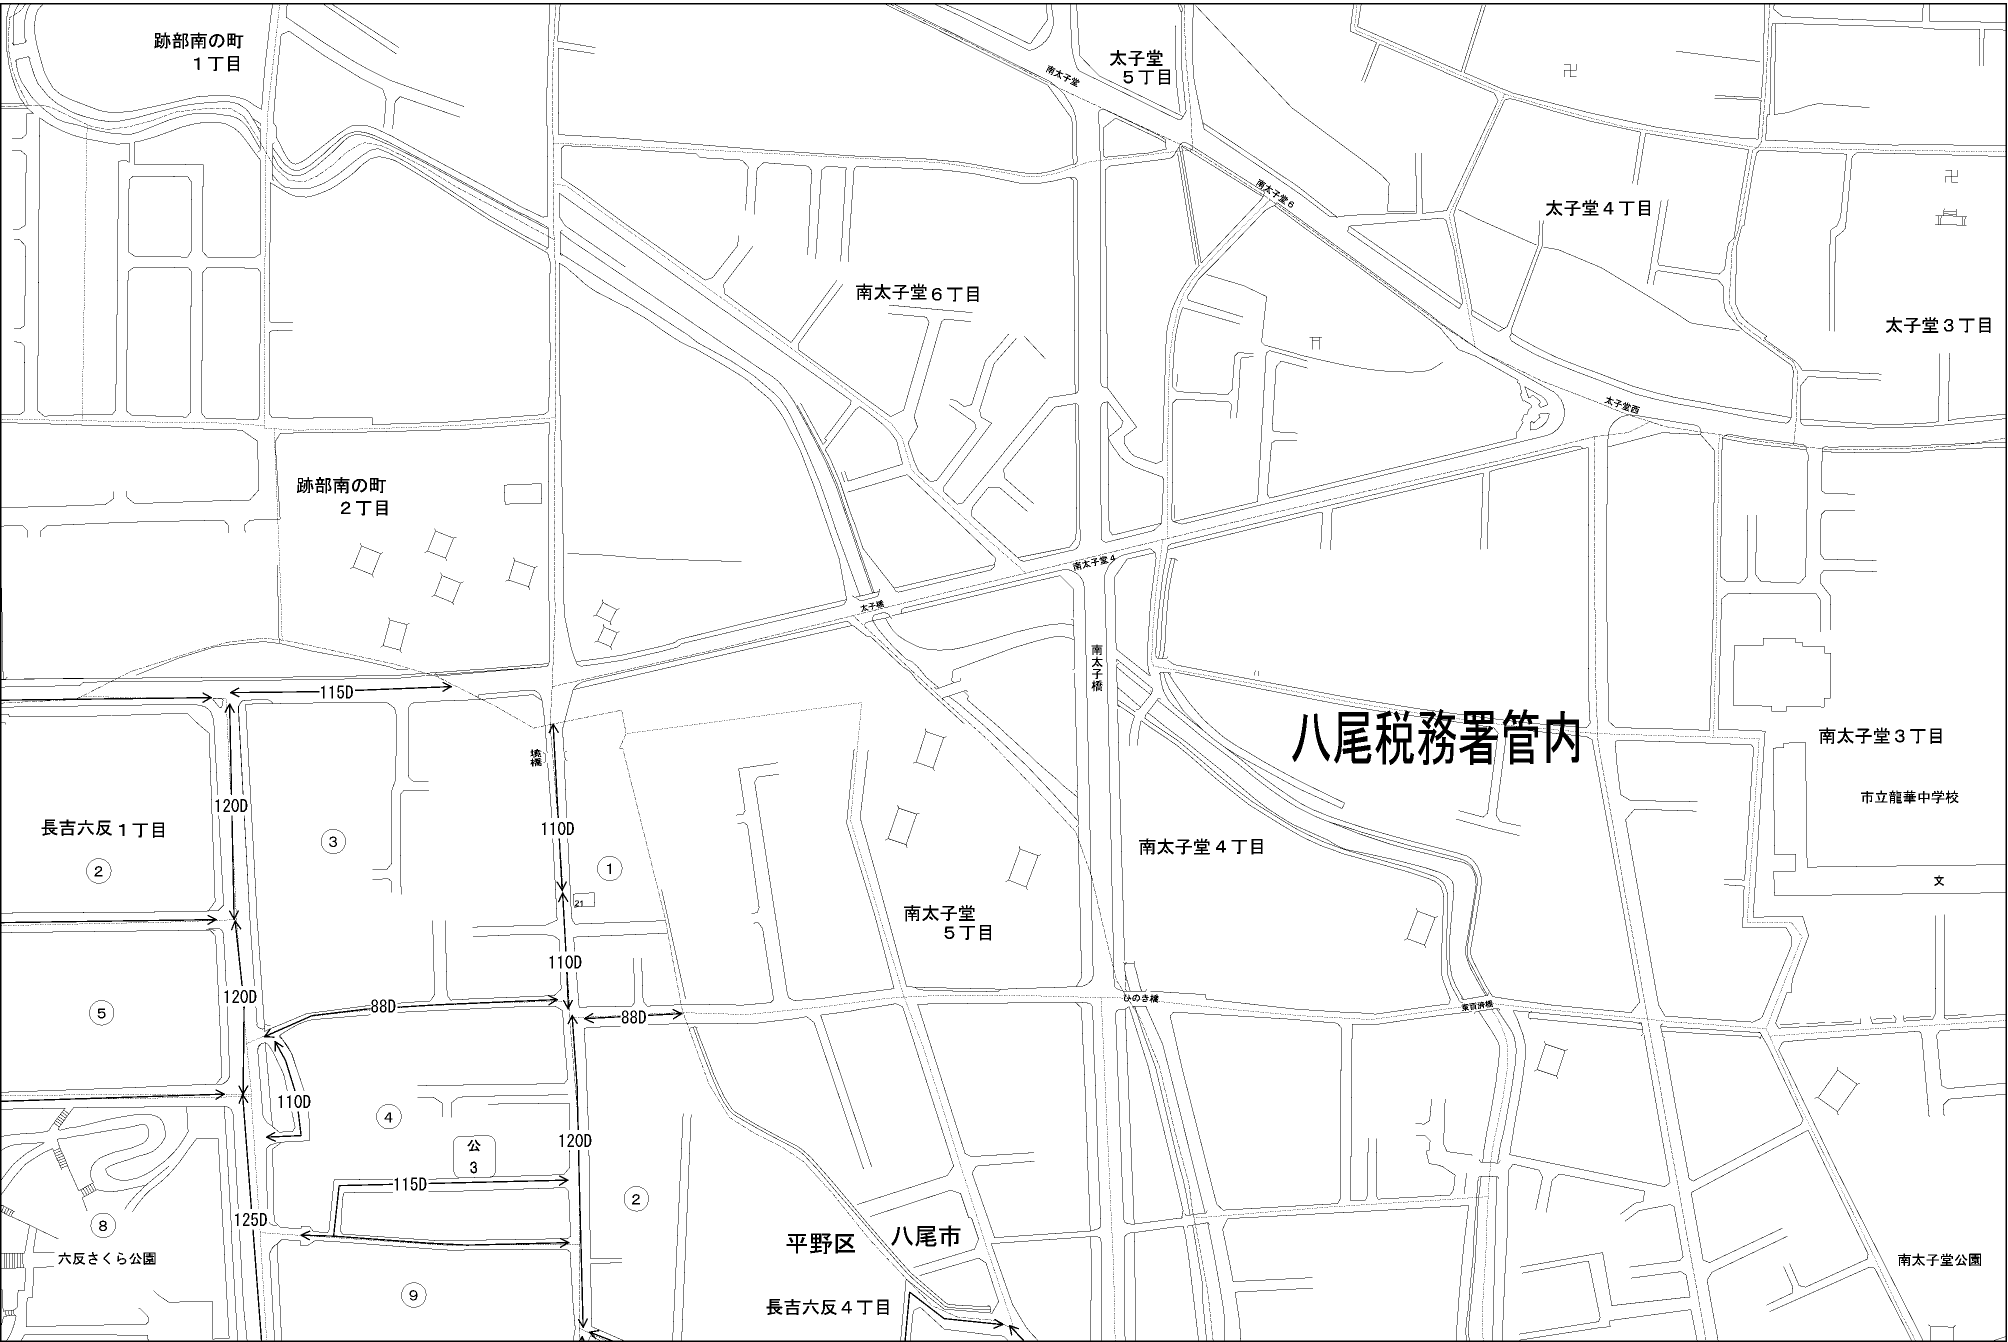 跡部南の町
１丁目
南太子堂
太子堂
５丁目
卍
卍
南太子堂６
太子堂４丁目
南太子堂６丁目
太子堂３丁目
太子堂西
跡部南の町
２丁目
南太子堂４
太子橋
南太子橋
115D
八尾税務署管内
南太子堂３丁目
境橋
市立龍華中学校
120D
長吉六反１丁目
110D
③
②
①
南太子堂４丁目
文
21
南太子堂
５丁目
110D
120D
88D
88D
ひのき橋
東百済橋
⑤
110D
④
120D
公
3
115D
②
125D
⑧
六反さくら公園
平野区
八尾市
南太子堂公園
⑨
長吉六反４丁目